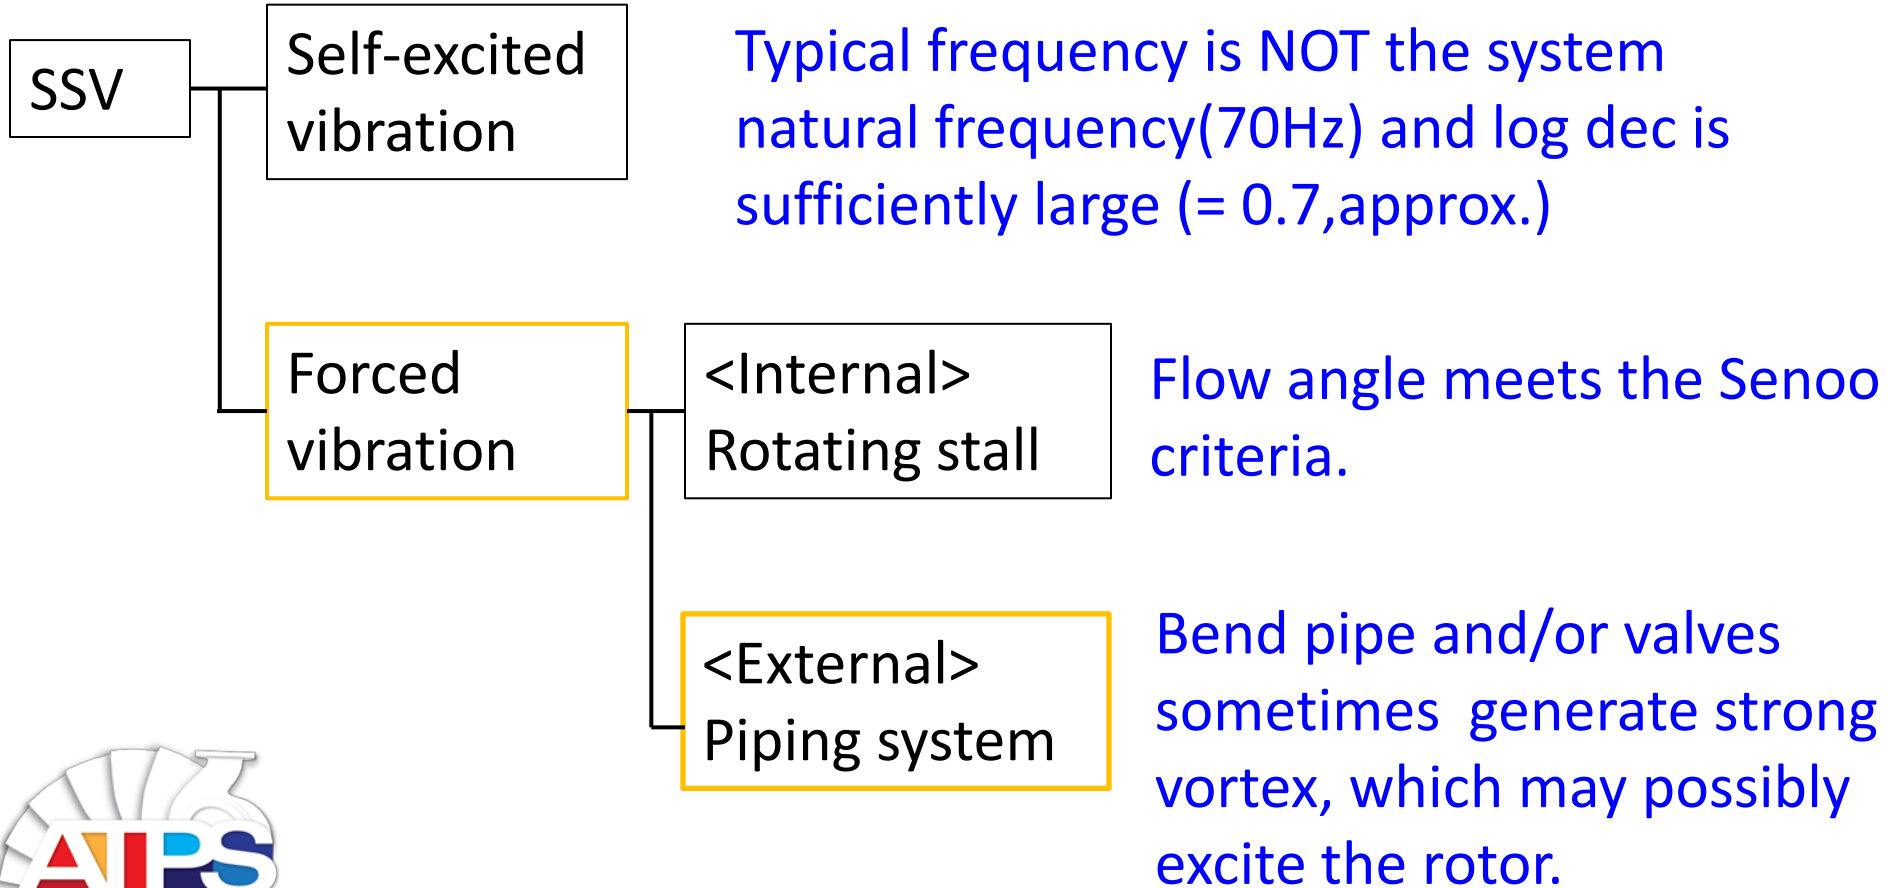 SSV
Self-excited
vibration
Typical frequency is NOT the system
natural frequency(70Hz) and log dec is
sufficiently large (= 0.7,approx.)
Forced
vibration
<Internal>
Rotating stall
Flow angle meets the Senoo
criteria.
<External>
Piping system
Bend pipe and/or valves
sometimes  generate strong
vortex, which may possibly
excite the rotor.
ATPS